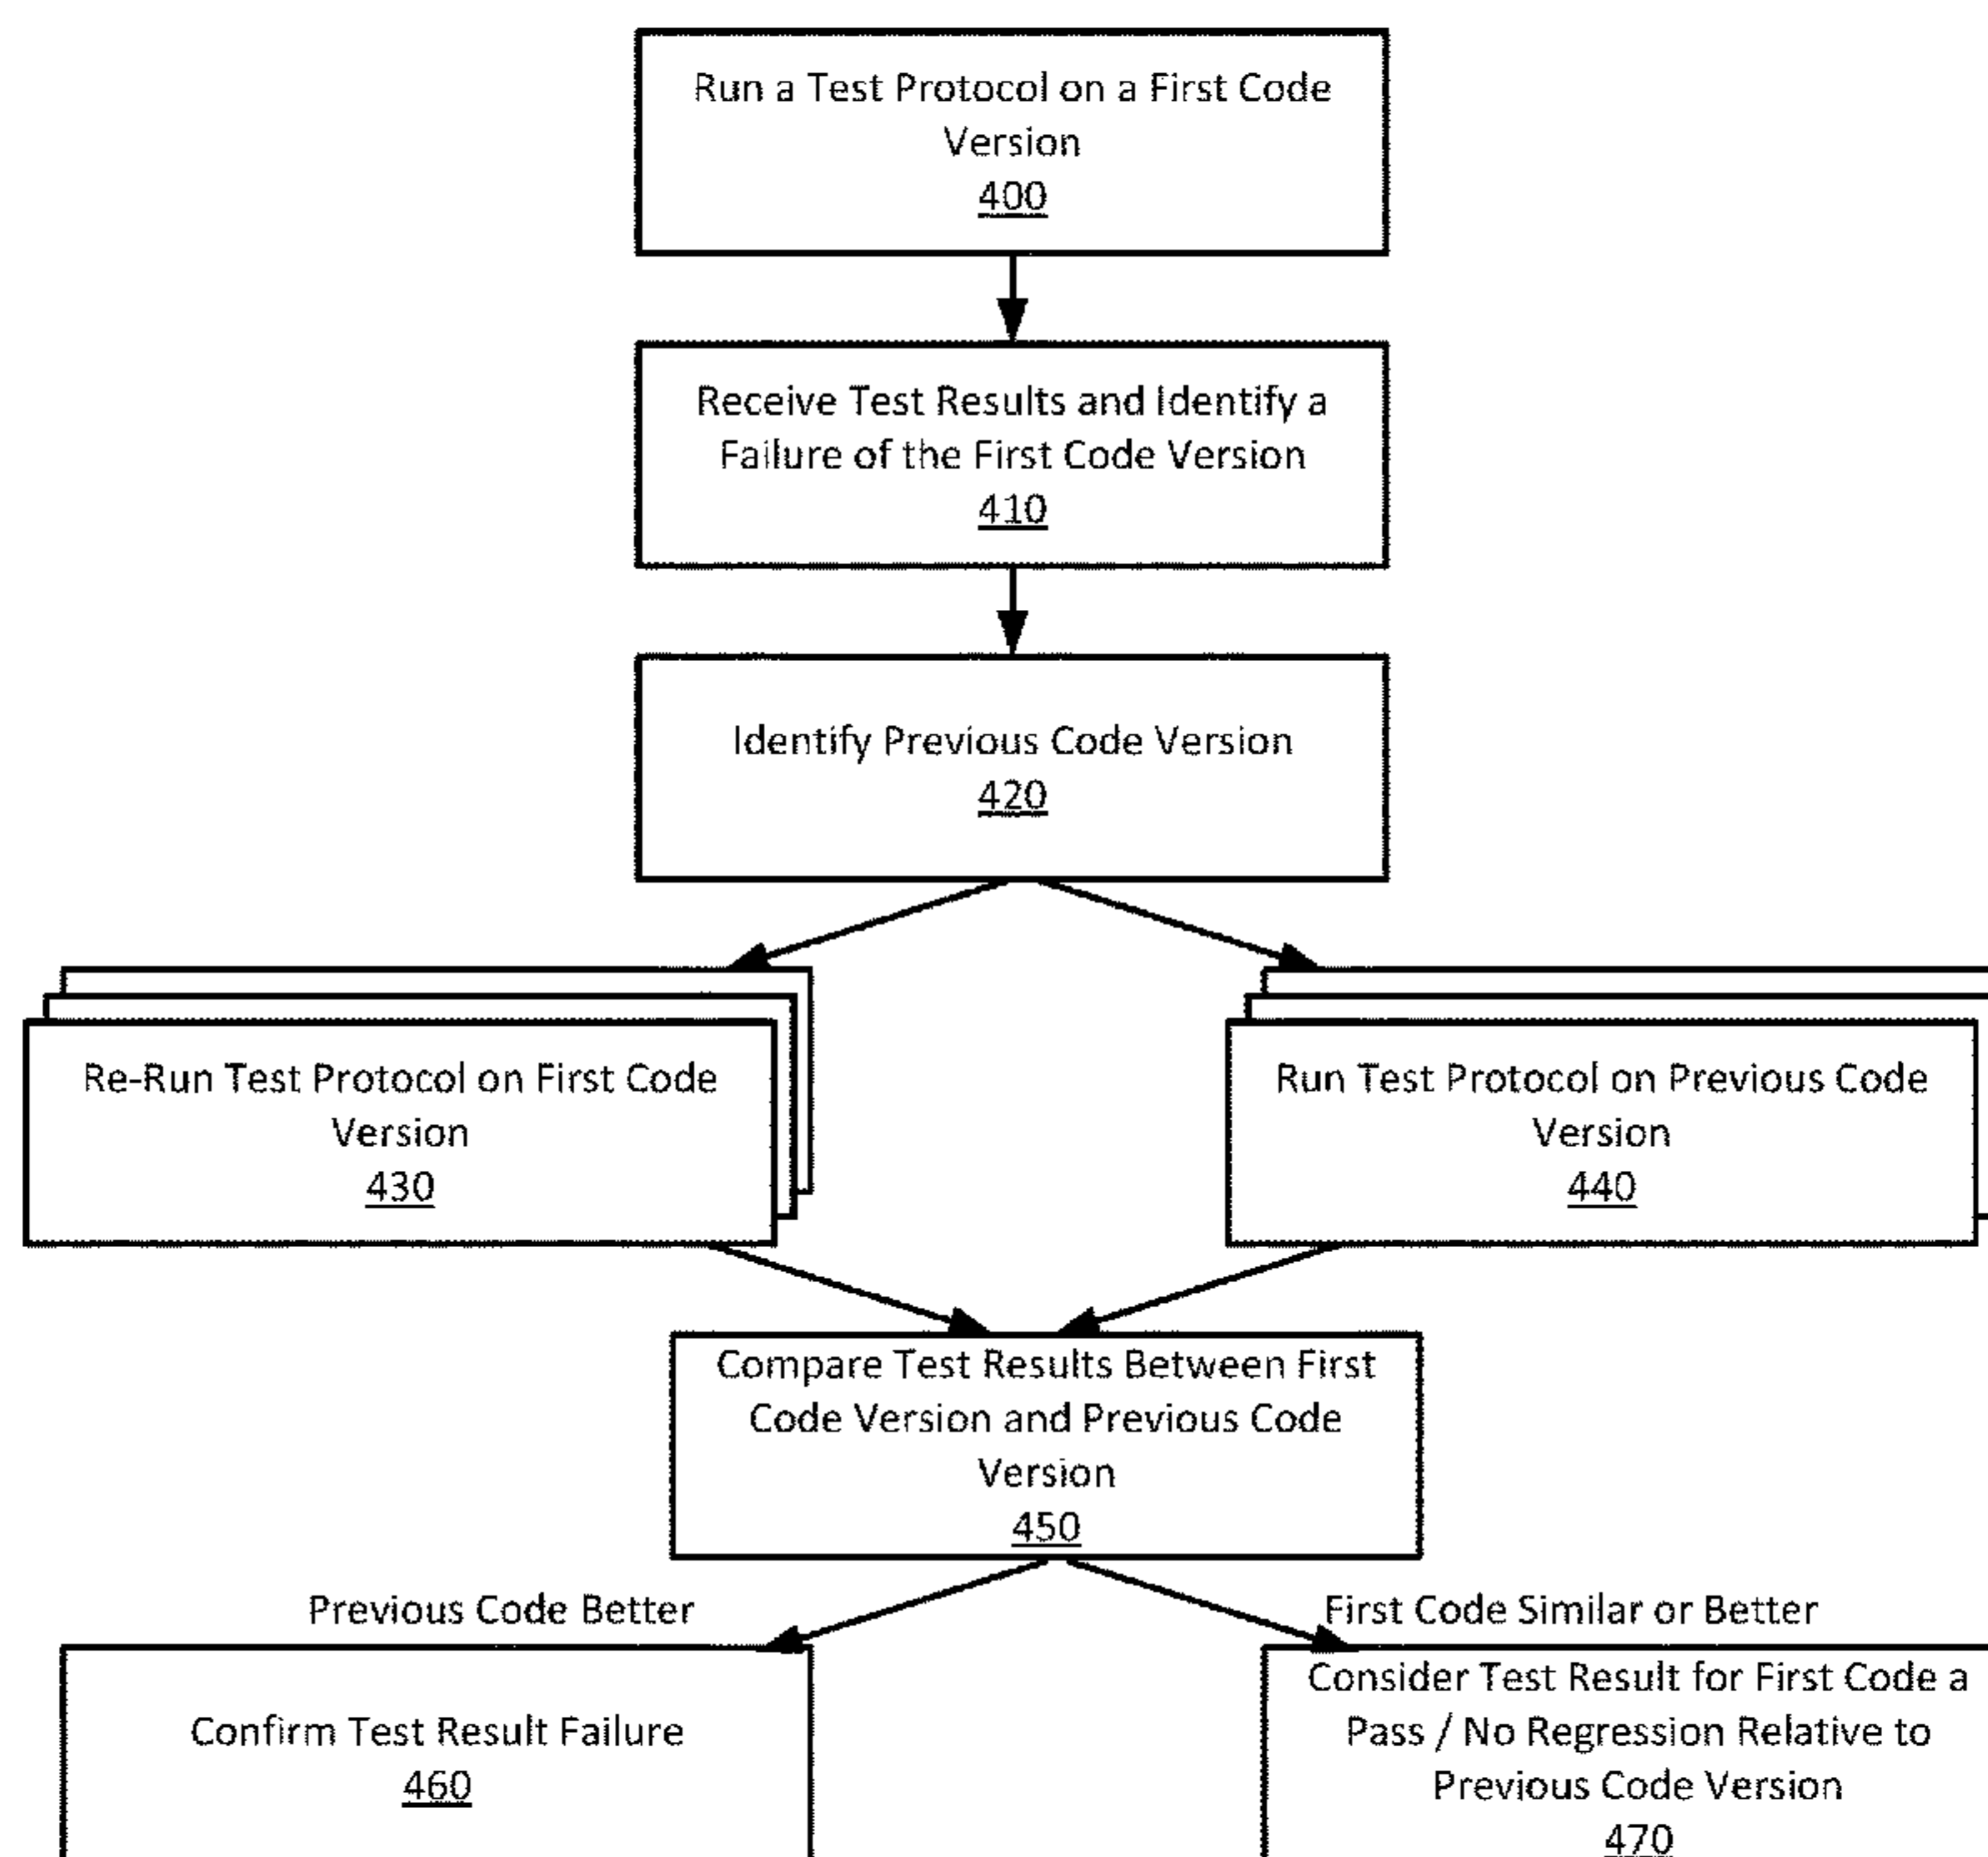 Run a Test Protocol on a First Code
Version
400
Receive Test Results and Identify a
Failure of the First Code Version
410
Identify Previous Code Version
420
Re-Run Test Protocol on First Code
Version
430
Run Test Protocol on Previous Code
Version
440
Compare Test Results Between First
Code Version and Previous Code
Version
450
Previous Code Better
First Code Similar or Better
Confirm Test Result Failure
460
Consider Test Result for First Code a
Pass / No Regression Relative to
Previous Code Version
470